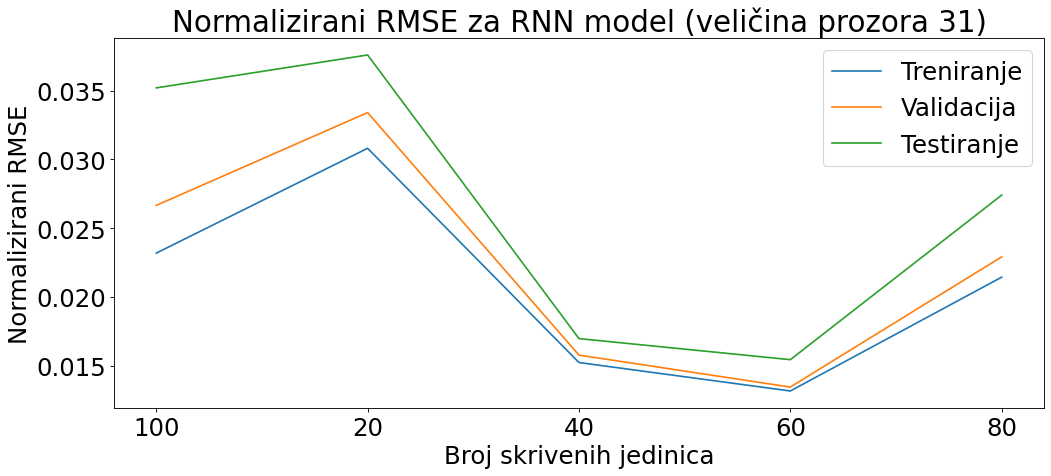 Normalizirani RMSE za RNN model (veličina prozora 31)
Treniranje
Validacija
Testiranje
Normalizirani RMSE
0.035
0.030
0.025
0.020
0.015
100 20 40 60 80
Broj skrivenih jedinica